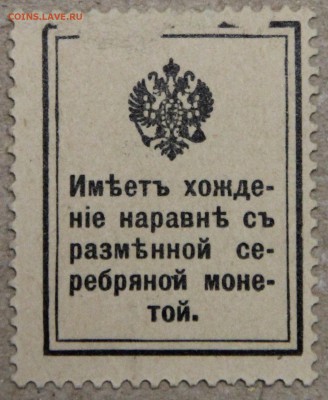 COINS.LAVE.RU
Имѣетъ хожде-
ніе наравнѣ съ
размѣнной се-
ребряной моне-
той.